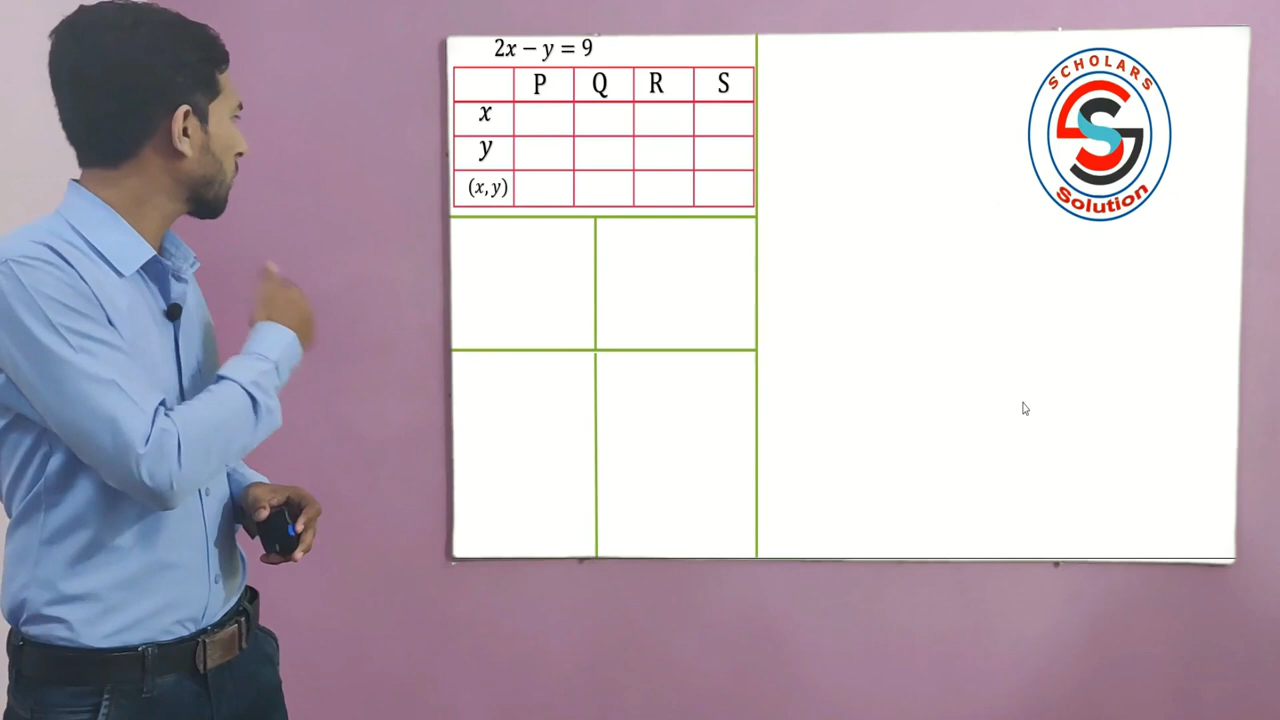 2x − y = 9
P Q R S
x
y
(x, y)
SCHOLARS
Solution